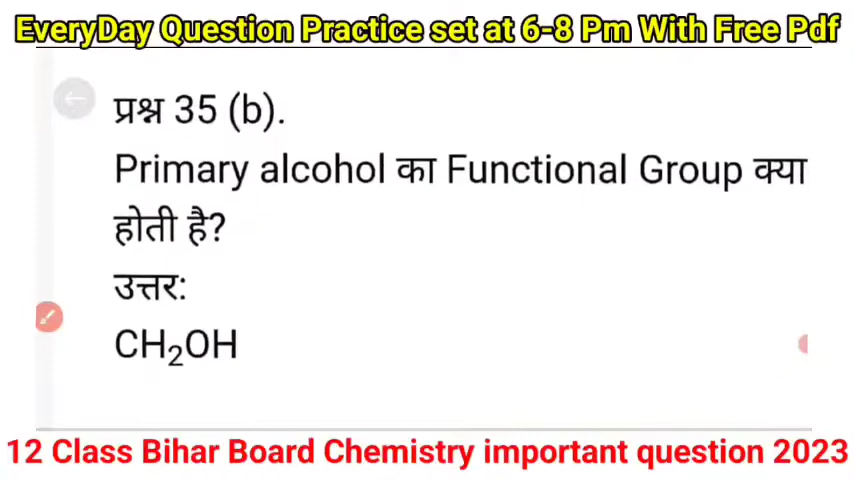 EveryDay Question Practice set at 6-8 Pm With Free Pdf
प्रश्न 35 (b).
Primary alcohol का Functional Group क्या
होती है?
उत्तर:
CH₂OH
12 Class Bihar Board Chemistry important question 2023